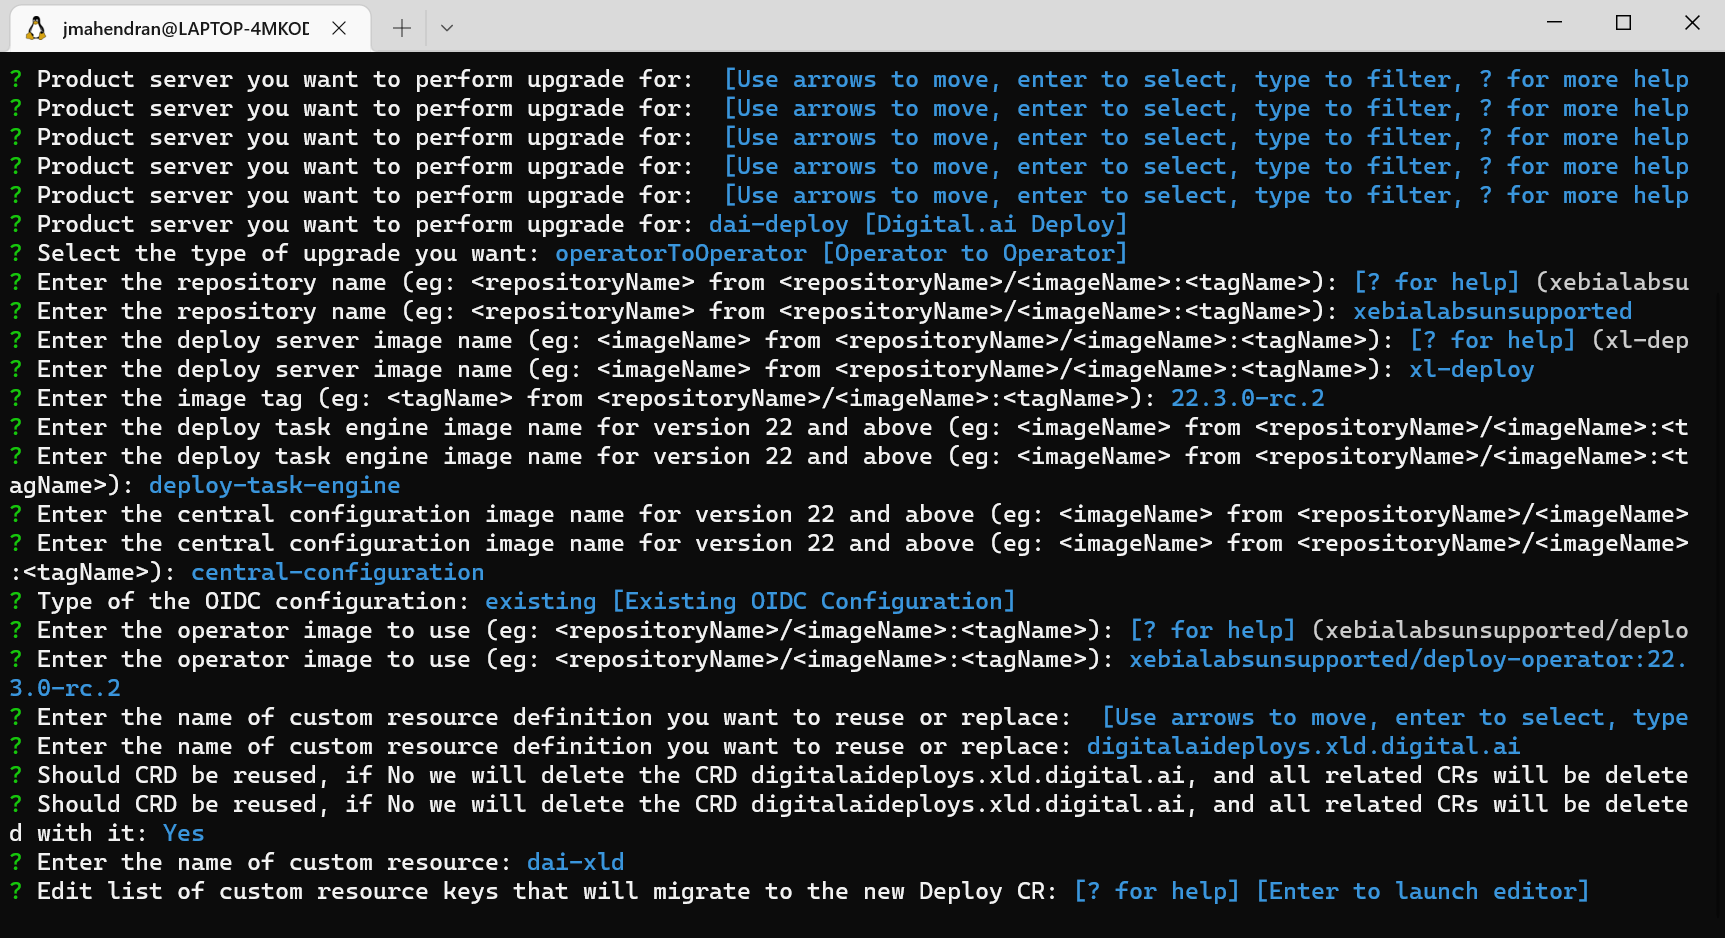 jmahendran@LAPTOP-4MKOD
? Product server you want to perform upgrade for:  [Use arrows to move, enter to select, type to filter, ? for more help
? Product server you want to perform upgrade for:  [Use arrows to move, enter to select, type to filter, ? for more help
? Product server you want to perform upgrade for:  [Use arrows to move, enter to select, type to filter, ? for more help
? Product server you want to perform upgrade for:  [Use arrows to move, enter to select, type to filter, ? for more help
? Product server you want to perform upgrade for:  [Use arrows to move, enter to select, type to filter, ? for more help
? Product server you want to perform upgrade for: dai-deploy [Digital.ai Deploy]
? Select the type of upgrade you want: operatorToOperator [Operator to Operator]
? Enter the repository name (eg: <repositoryName> from <repositoryName>/<imageName>:<tagName>): [? for help] (xebialabsu
? Enter the repository name (eg: <repositoryName> from <repositoryName>/<imageName>:<tagName>): xebialabsunsupported
? Enter the deploy server image name (eg: <imageName> from <repositoryName>/<imageName>:<tagName>): [? for help] (xl-dep
? Enter the deploy server image name (eg: <imageName> from <repositoryName>/<imageName>:<tagName>): xl-deploy
? Enter the image tag (eg: <tagName> from <repositoryName>/<imageName>:<tagName>): 22.3.0-rc.2
? Enter the deploy task engine image name for version 22 and above (eg: <imageName> from <repositoryName>/<imageName>:<t
? Enter the deploy task engine image name for version 22 and above (eg: <imageName> from <repositoryName>/<imageName>:<t
agName>): deploy-task-engine
? Enter the central configuration image name for version 22 and above (eg: <imageName> from <repositoryName>/<imageName>
? Enter the central configuration image name for version 22 and above (eg: <imageName> from <repositoryName>/<imageName>
:<tagName>): central-configuration
? Type of the OIDC configuration: existing [Existing OIDC Configuration]
? Enter the operator image to use (eg: <repositoryName>/<imageName>:<tagName>): [? for help] (xebialabsunsupported/deplo
? Enter the operator image to use (eg: <repositoryName>/<imageName>:<tagName>): xebialabsunsupported/deploy-operator:22.
3.0-rc.2
? Enter the name of custom resource definition you want to reuse or replace:  [Use arrows to move, enter to select, type
? Enter the name of custom resource definition you want to reuse or replace: digitalaideploys.xld.digital.ai
? Should CRD be reused, if No we will delete the CRD digitalaideploys.xld.digital.ai, and all related CRs will be delete
? Should CRD be reused, if No we will delete the CRD digitalaideploys.xld.digital.ai, and all related CRs will be delete
d with it: Yes
? Enter the name of custom resource: dai-xld
? Edit list of custom resource keys that will migrate to the new Deploy CR: [? for help] [Enter to launch editor]